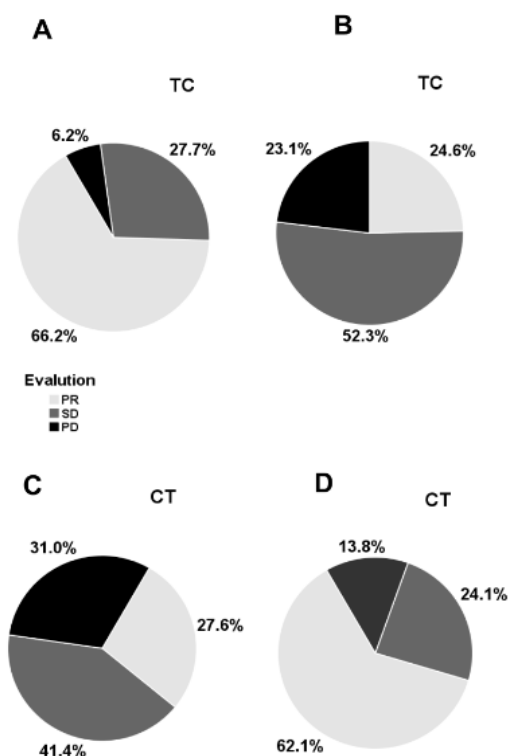 A
B
TC
TC
6.2%
27.7%
23.1%
24.6%
66.2%
52.3%
Evalution
PR
SD
PD
C
D
CT
CT
31.0%
27.6%
13.8%
24.1%
41.4%
62.1%